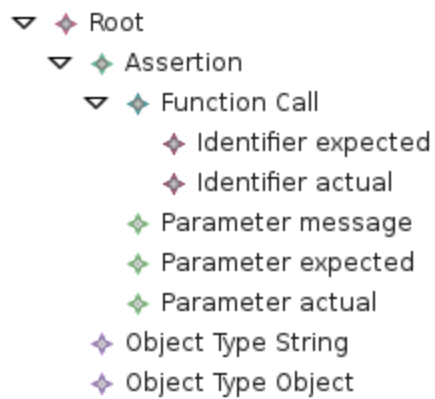 Root
Assertion
Function Call
Identifier expected
Identifier actual
Parameter message
Parameter expected
Parameter actual
Object Type String
Object Type Object